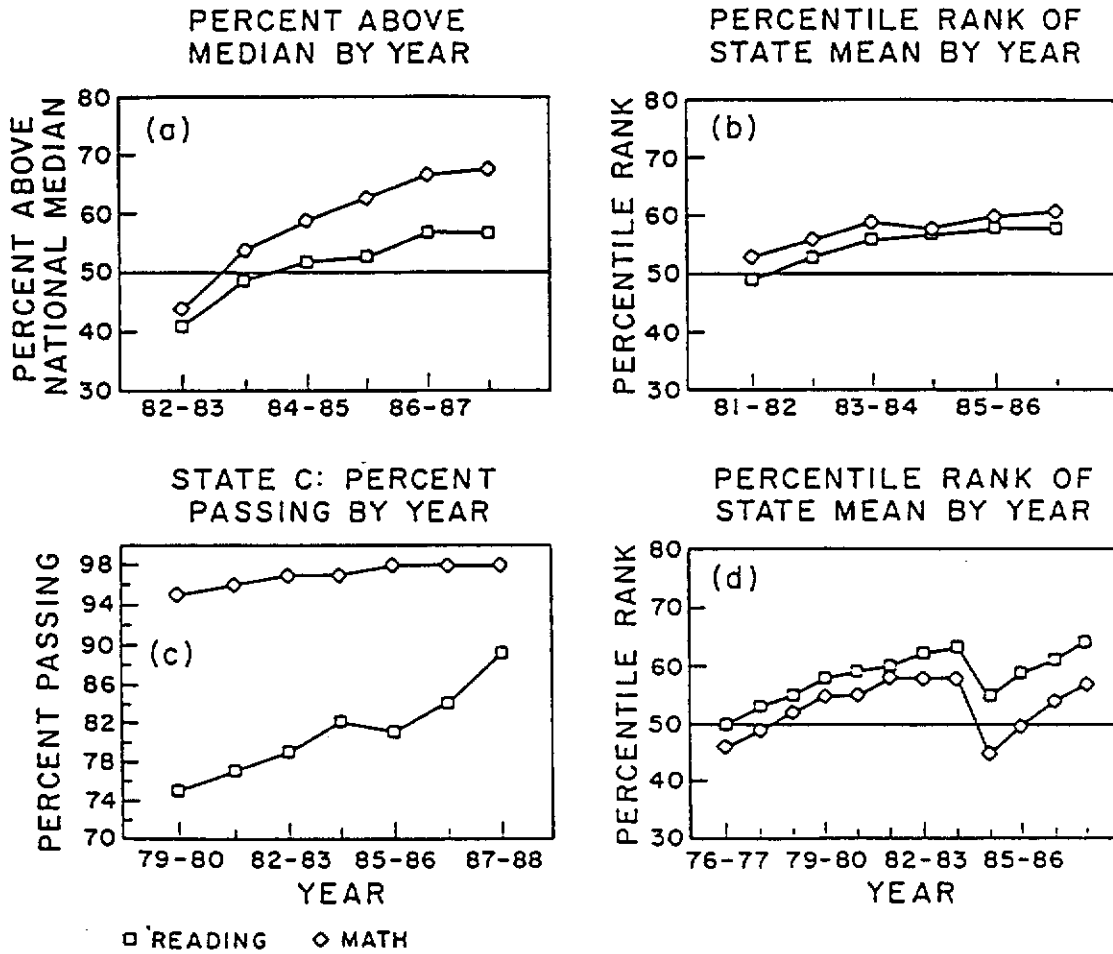 PERCENT ABOVE
MEDIAN BY YEAR
PERCENT ABOVE
NATIONAL MEDIAN
80
70
60
50
40
30
(a)
82-83 84-85 86-87
PERCENTILE RANK OF
STATE MEAN BY YEAR
PERCENTILE RANK
80
70
60
50
40
30
(b)
81-82 83-84 85-86
STATE C: PERCENT
PASSING BY YEAR
PERCENT PASSING
98
94
90
86
82
78
74
70
(c)
79-80 82-83 85-86 87-88
YEAR
PERCENTILE RANK OF
STATE MEAN BY YEAR
PERCENTILE RANK
80
70
60
50
40
30
(d)
76-77 79-80 82-83 85-86
YEAR
READING MATH